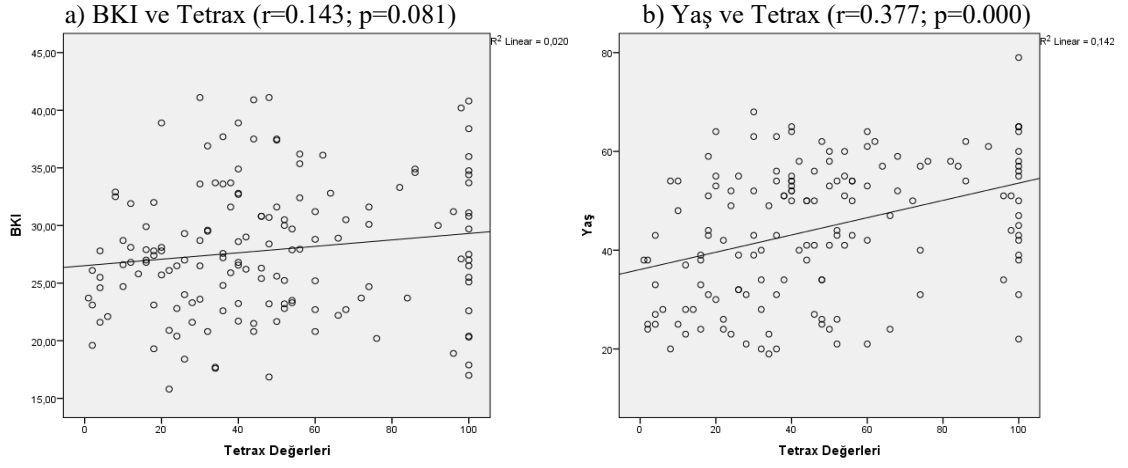 a) BKI ve Tetrax (r=0.143; p=0.081)
R² Linear = 0,020
45,00
40,00
35,00
30,00
25,00
20,00
15,00
BKI
0 20 40 60 80 100
Tetrax Değerleri
b) Yaş ve Tetrax (r=0.377; p=0.000)
R² Linear = 0,142
80
60
40
20
Yaş
0 20 40 60 80 100
Tetrax Değerleri